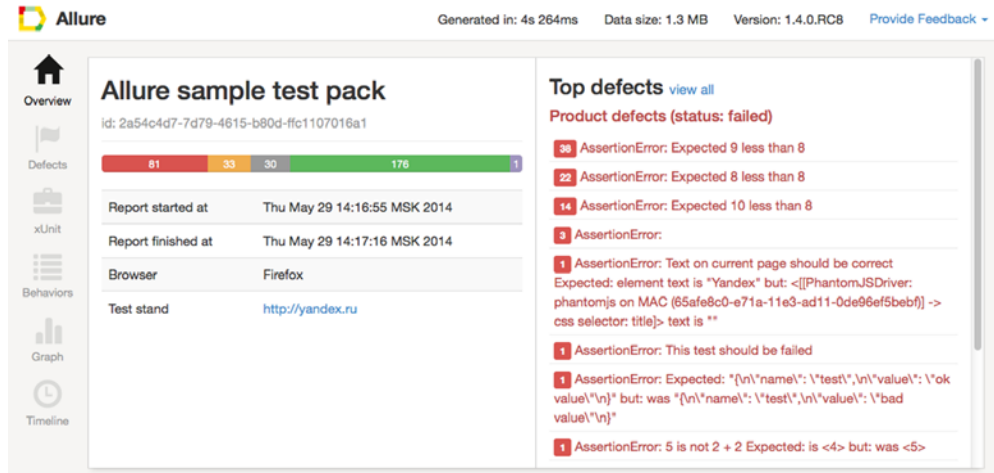 Allure
Generated in: 4s 264ms
Data size: 1.3 MB
Version: 1.4.0.RC8
Provide Feedback
Overview
Defects
xUnit
Behaviors
Graph
Timeline
Allure sample test pack
id: 2a54c4d7-7d79-4615-b80d-ffc1107016a1
81 33 30 176 1
Report started at Thu May 29 14:16:55 MSK 2014
Report finished at Thu May 29 14:17:16 MSK 2014
Browser Firefox
Test stand http://yandex.ru
Top defects view all
Product defects (status: failed)
38 AssertionError: Expected 9 less than 8
22 AssertionError: Expected 8 less than 8
14 AssertionError: Expected 10 less than 8
3 AssertionError:
1 AssertionError: Text on current page should be correct
Expected: element text is "Yandex" but: <[[PhantomJSDriver:
phantomjs on MAC (65afe8c0-e71a-11e3-ad11-0de96ef5bebf)] ->
css selector: title]> text is ""
1 AssertionError: This test should be failed
1 AssertionError: Expected: "{\n\"name\": \"test\",\n\"value\": \"ok
value\"\n}" but: was "{\n\"name\": \"test\",\n\"value\": \"bad
value\"\n}"
1 AssertionError: 5 is not 2 + 2 Expected: is <4> but: was <5>